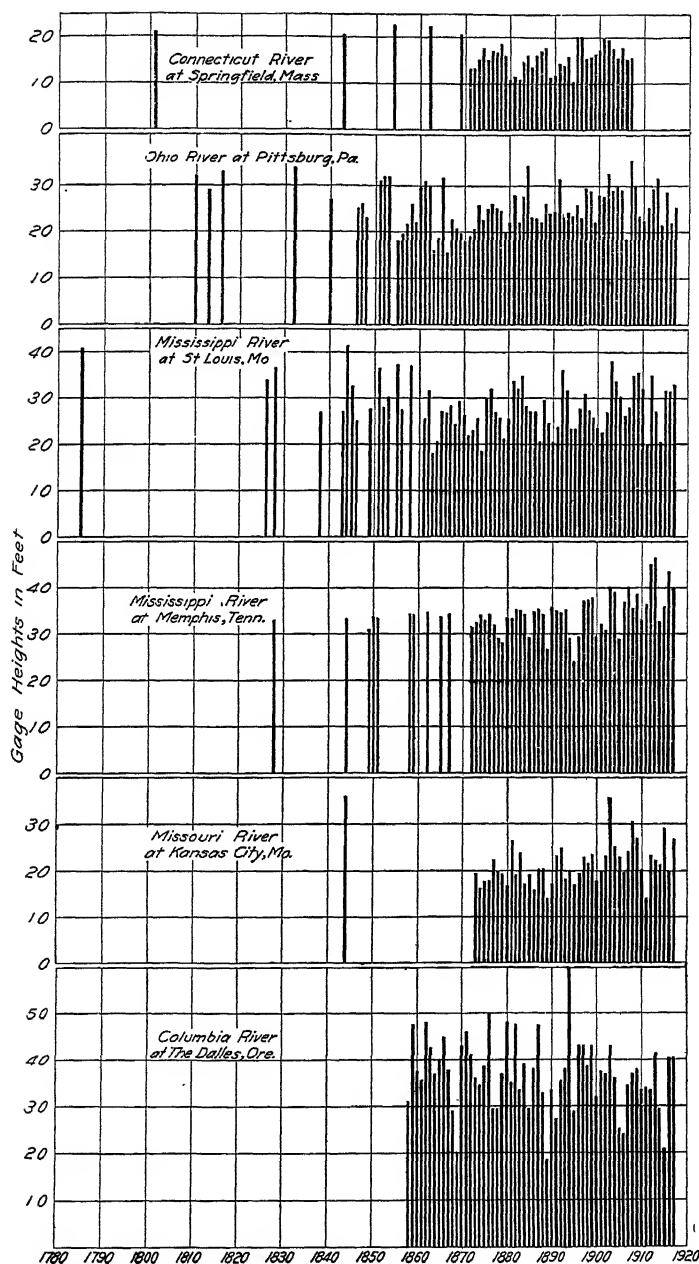 Gage Heights in Feet
20
Connecticut River
at Springfield, Mass
10
0
Ohio River at Pittsburg, Pa.
30
20
10
0
Mississippi River
at St Louis, Mo
40
30
20
10
0
40
Mississippi River
at Memphis, Tenn.
30
20
10
0
30
Missouri River
at Kansas City, Mo.
20
10
0
50
Columbia River
at The Dalles, Ore.
40
30
20
10
1780 1790 1800 1810 1820 1830 1840 1850 1860 1870 1880 1890 1900 1910 1920